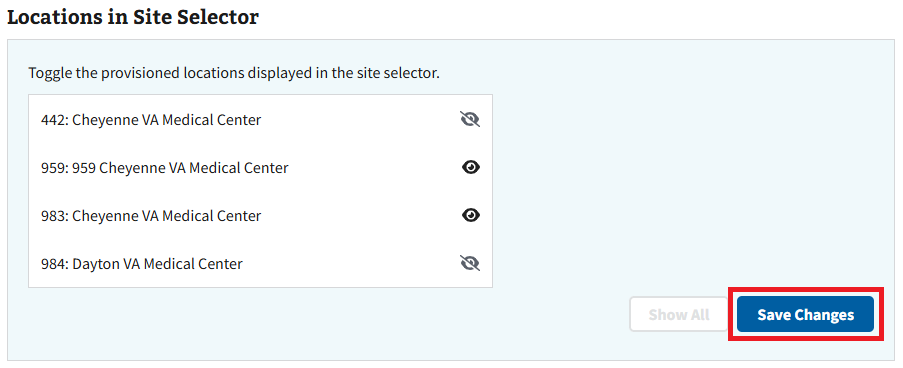 Locations in Site Selector
Toggle the provisioned locations displayed in the site selector.
442: Cheyenne VA Medical Center
959: 959 Cheyenne VA Medical Center
983: Cheyenne VA Medical Center
984: Dayton VA Medical Center
Show All
Save Changes